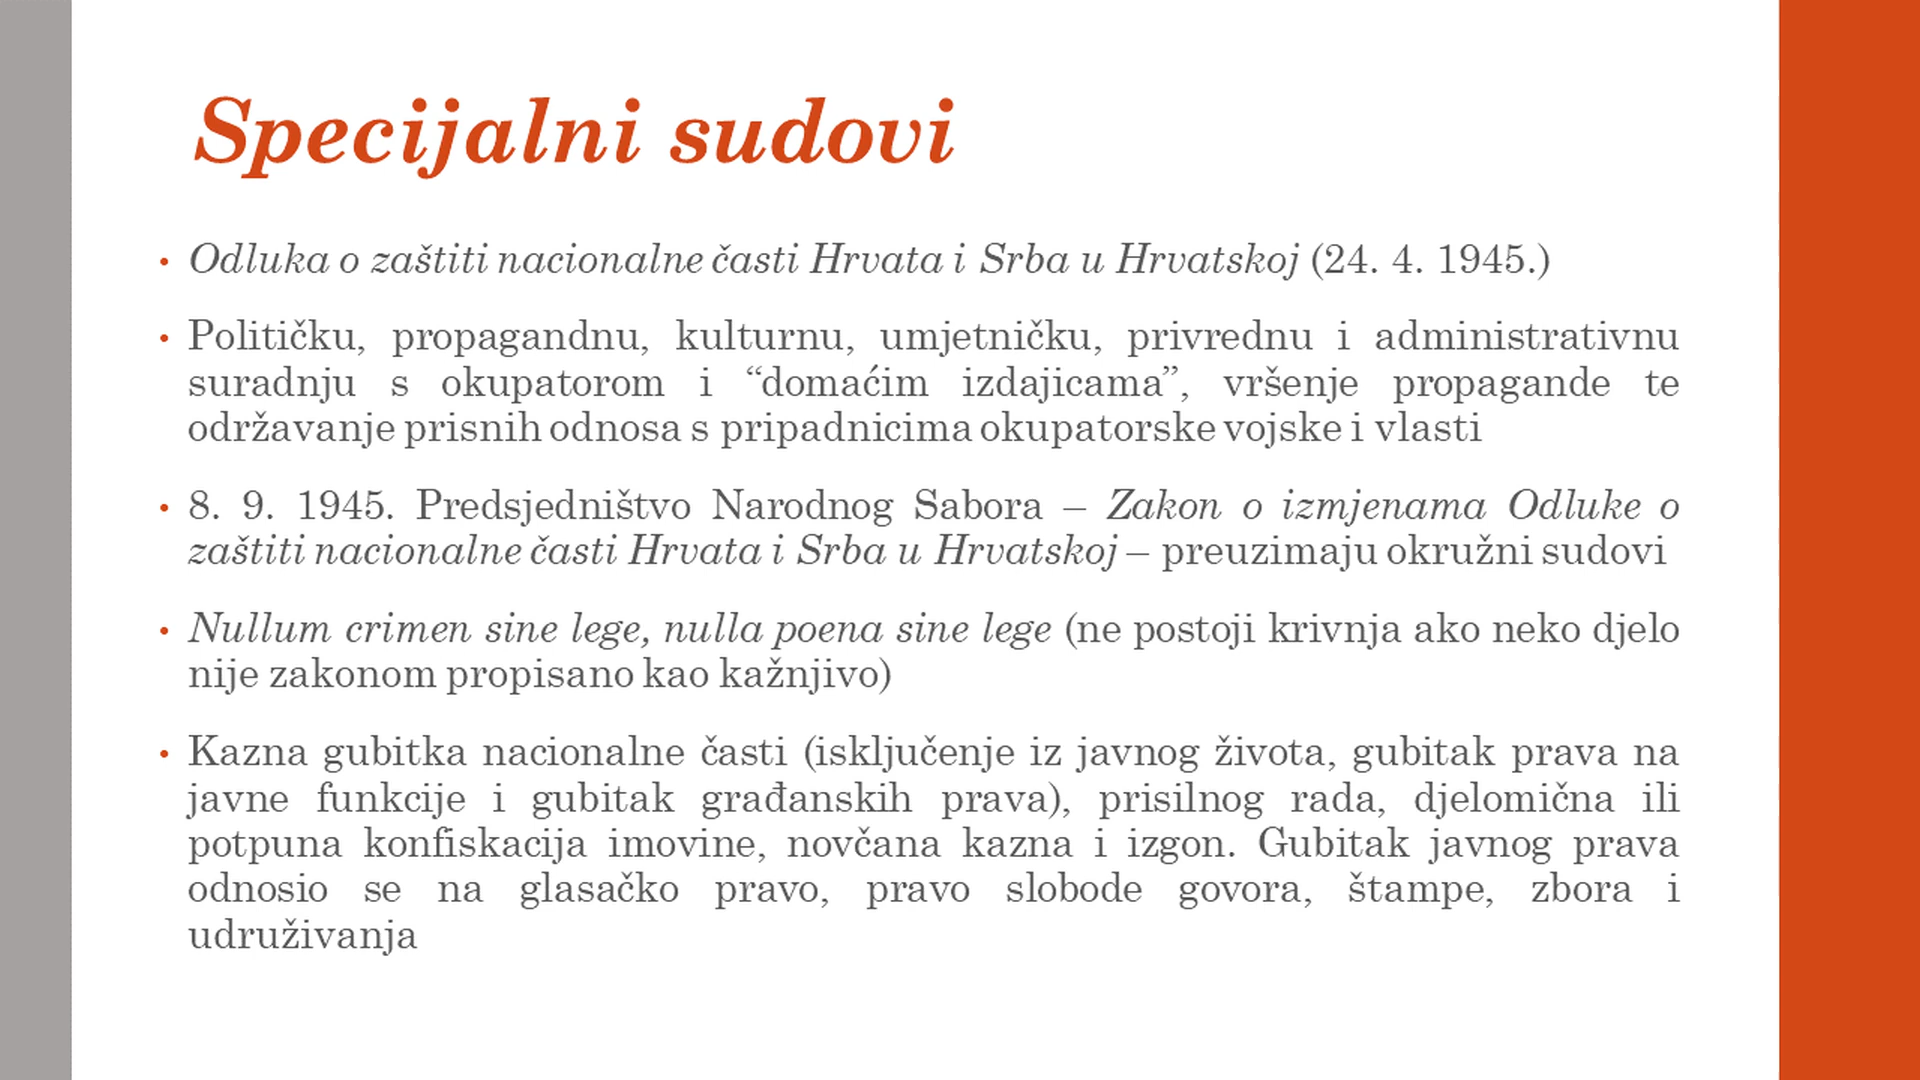 Specijalni sudovi
• Odluka o zaštiti nacionalne časti Hrvata i Srba u Hrvatskoj (24. 4. 1945.)
• Političku, propagandnu, kulturnu, umjetničku, privrednu i administrativnu
suradnju s okupatorom i “domaćim izdajicama”, vršenje propagande te
održavanje prisnih odnosa s pripadnicima okupatorske vojske i vlasti
• 8. 9. 1945. Predsjedništvo Narodnog Sabora – Zakon o izmjenama Odluke o
zaštiti nacionalne časti Hrvata i Srba u Hrvatskoj – preuzimaju okružni sudovi
• Nullum crimen sine lege, nulla poena sine lege (ne postoji krivnja ako neko djelo
nije zakonom propisano kao kažnjivo)
• Kazna gubitka nacionalne časti (isključenje iz javnog života, gubitak prava na
javne funkcije i gubitak građanskih prava), prisilnog rada, djelomična ili
potpuna konfiskacija imovine, novčana kazna i izgon. Gubitak javnog prava
odnosio se na glasačko pravo, pravo slobode govora, štampe, zbora i
udruživanja